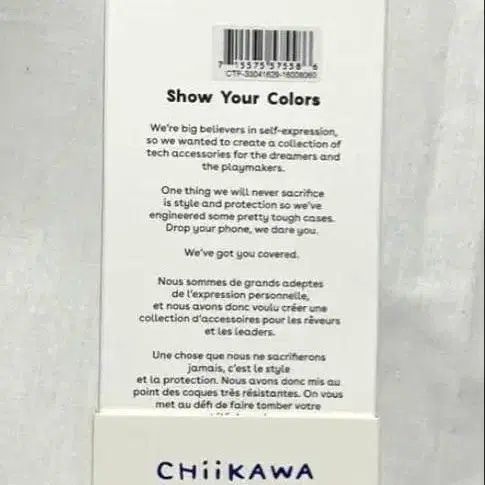 7 15575 57558 6
CTP-33041629-16008060
Show Your Colors
We're big believers in self-expression,
so we wanted to create a collection of
tech accessories for the dreamers and
the playmakers.
One thing we will never sacrifice
is style and protection so we've
engineered some pretty tough cases.
Drop your phone, we dare you.
We've got you covered.
Nous sommes de grands adeptes
de l'expression personnelle,
et nous avons donc voulu créer une
collection d'accessoires pour les rêveurs
et les leaders.
Une chose que nous ne sacrifierons
jamais, c'est le style
et la protection. Nous avons donc mis au
point des coques très résistantes. On vous
met au défi de faire tomber votre
CHiiKAWA